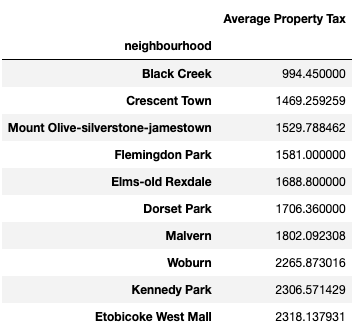 Average Property Tax
neighbourhood
Black Creek 994.450000
Crescent Town 1469.259259
Mount Olive-silverstone-jamestown 1529.788462
Flemingdon Park 1581.000000
Elms-old Rexdale 1688.800000
Dorset Park 1706.360000
Malvern 1802.092308
Woburn 2265.873016
Kennedy Park 2306.571429
Etobicoke West Mall 2318.137931